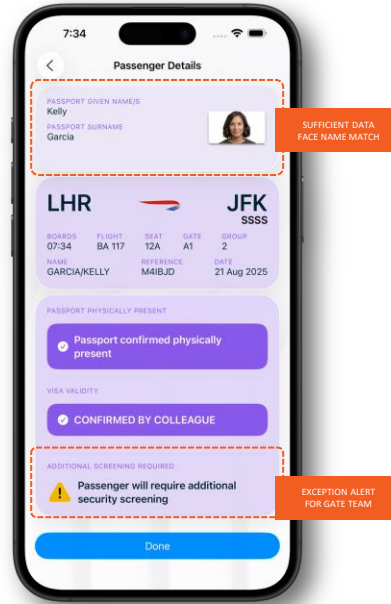 7:34
Passenger Details
PASSPORT GIVEN NAME/S
Kelly
PASSPORT SURNAME
Garcia
SUFFICIENT DATA
FACE NAME MATCH
LHR JFK
SSSS
BOARDS FLIGHT SEAT GATE GROUP
07:34 BA 117 12A A1 2
NAME REFERENCE DATE
GARCIA/KELLY M4IBJD 21 Aug 2025
PASSPORT PHYSICALLY PRESENT
Passport confirmed physically
present
VISA VALIDITY
CONFIRMED BY COLLEAGUE
ADDITIONAL SCREENING REQUIRED
Passenger will require additional
security screening
EXCEPTION ALERT
FOR GATE TEAM
Done